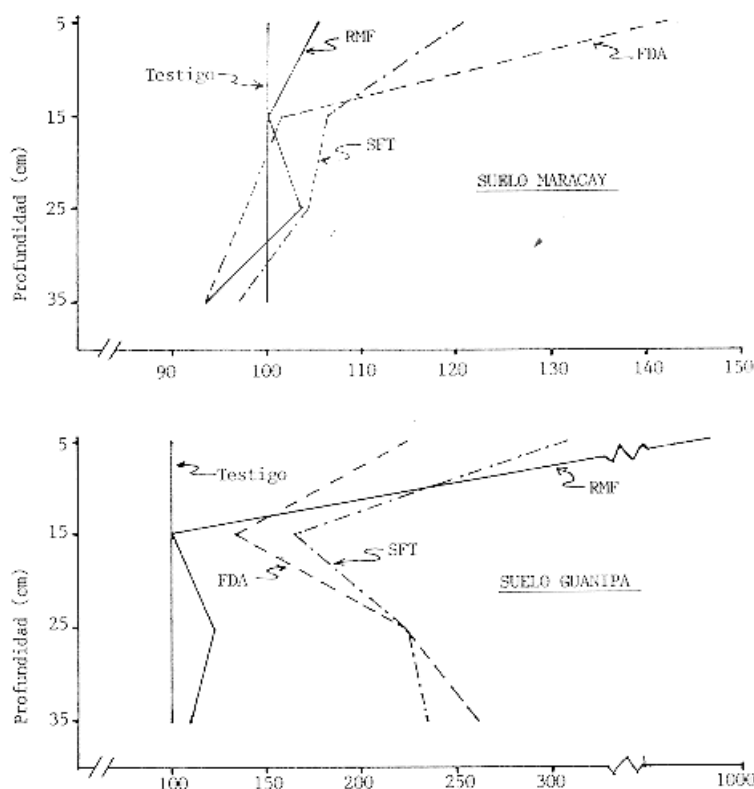 5
RMF
Testigo
FDA
15
SFT
SUELO MARACAY
25
35
Profundidad (cm)
90 100 110 120 130 140 150
5
Testigo
RMF
15
SFT
FDA
SUELO GUANIPA
25
35
Profundidad (cm)
100 150 200 250 300 1000